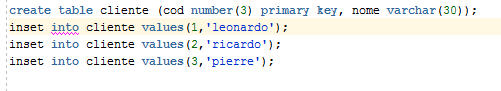 create table cliente (cod number(3) primary key, nome varchar(30));
inset into cliente values(1,'leonardo');
inset into cliente values(2,'ricardo');
inset into cliente values(3,'pierre');